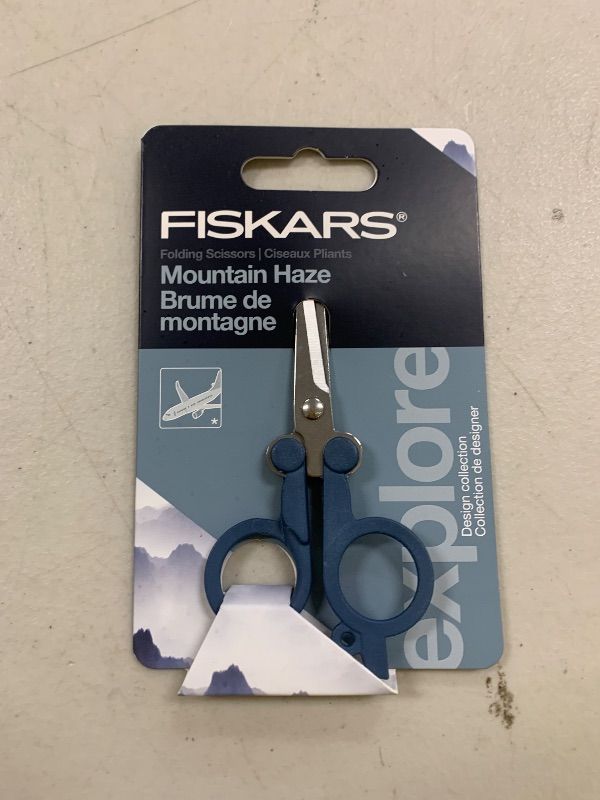 FISKARS®
Folding Scissors | Ciseaux Pliants
Mountain Haze
Brume de
montagne
*
explore
Design collection
Collection de designer